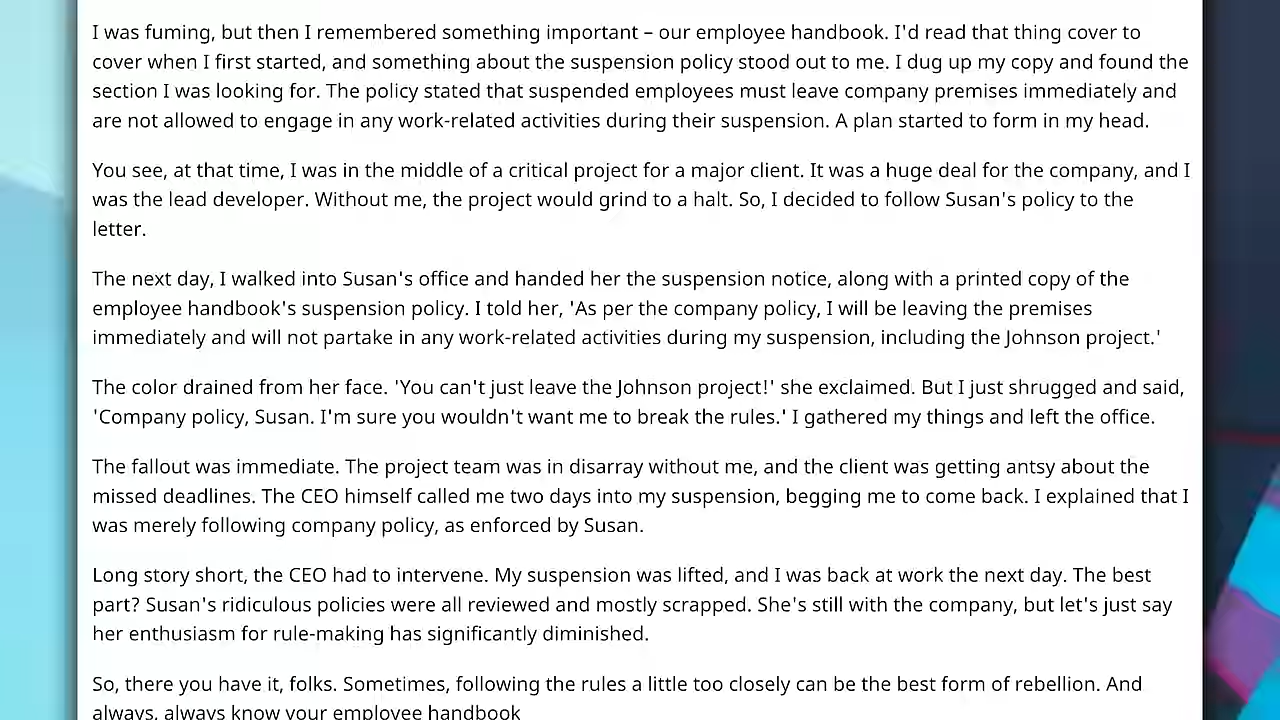 I was fuming, but then I remembered something important – our employee handbook. I'd read that thing cover to
cover when I first started, and something about the suspension policy stood out to me. I dug up my copy and found the
section I was looking for. The policy stated that suspended employees must leave company premises immediately and
are not allowed to engage in any work-related activities during their suspension. A plan started to form in my head.
You see, at that time, I was in the middle of a critical project for a major client. It was a huge deal for the company, and I
was the lead developer. Without me, the project would grind to a halt. So, I decided to follow Susan's policy to the
letter.
The next day, I walked into Susan's office and handed her the suspension notice, along with a printed copy of the
employee handbook's suspension policy. I told her, 'As per the company policy, I will be leaving the premises
immediately and will not partake in any work-related activities during my suspension, including the Johnson project.'
The color drained from her face. 'You can't just leave the Johnson project!' she exclaimed. But I just shrugged and said,
'Company policy, Susan. I'm sure you wouldn't want me to break the rules.' I gathered my things and left the office.
The fallout was immediate. The project team was in disarray without me, and the client was getting antsy about the
missed deadlines. The CEO himself called me two days into my suspension, begging me to come back. I explained that I
was merely following company policy, as enforced by Susan.
Long story short, the CEO had to intervene. My suspension was lifted, and I was back at work the next day. The best
part? Susan's ridiculous policies were all reviewed and mostly scrapped. She's still with the company, but let's just say
her enthusiasm for rule-making has significantly diminished.
So, there you have it, folks. Sometimes, following the rules a little too closely can be the best form of rebellion. And
always, always know your employee handbook